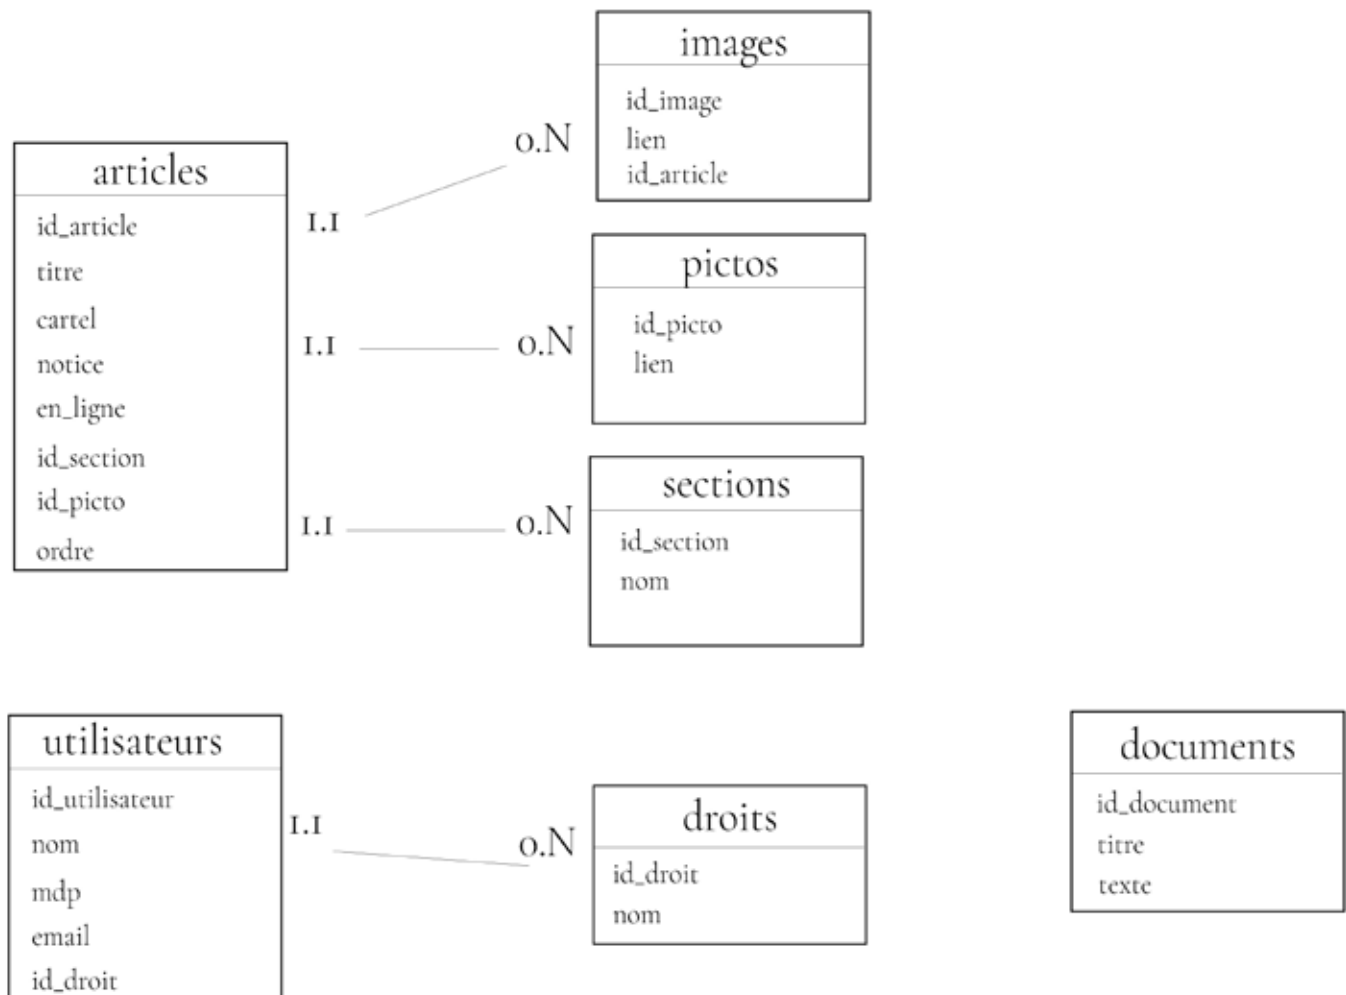 images
id_image
lien
id_article
articles
id_article
titre
cartel
notice
en_ligne
id_section
id_picto
ordre
1.1
0.N
pictos
id_picto
lien
1.1
0.N
sections
id_section
nom
1.1
0.N
utilisateurs
id_utilisateur
nom
mdp
email
id_droit
1.1
0.N
droits
id_droit
nom
documents
id_document
titre
texte